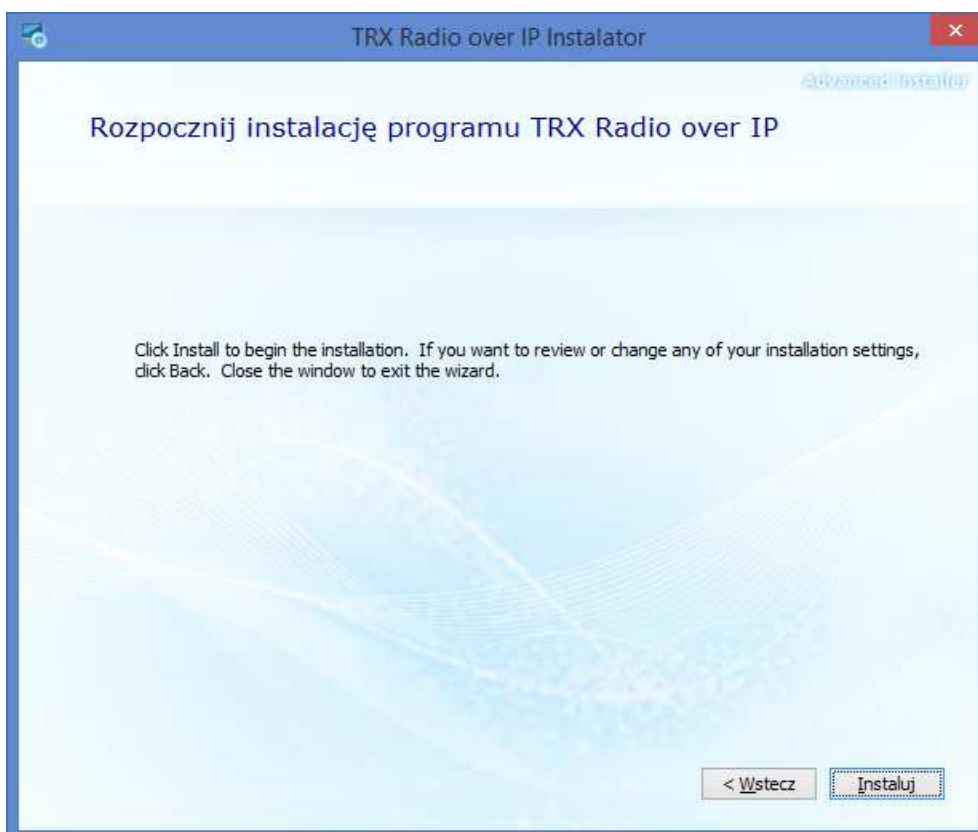 TRX Radio over IP Instalator
Advanced Installer
Rozpocznij instalację programu TRX Radio over IP
Click Install to begin the installation. If you want to review or change any of your installation settings,
click Back. Close the window to exit the wizard.
< Wstecz
Instaluj